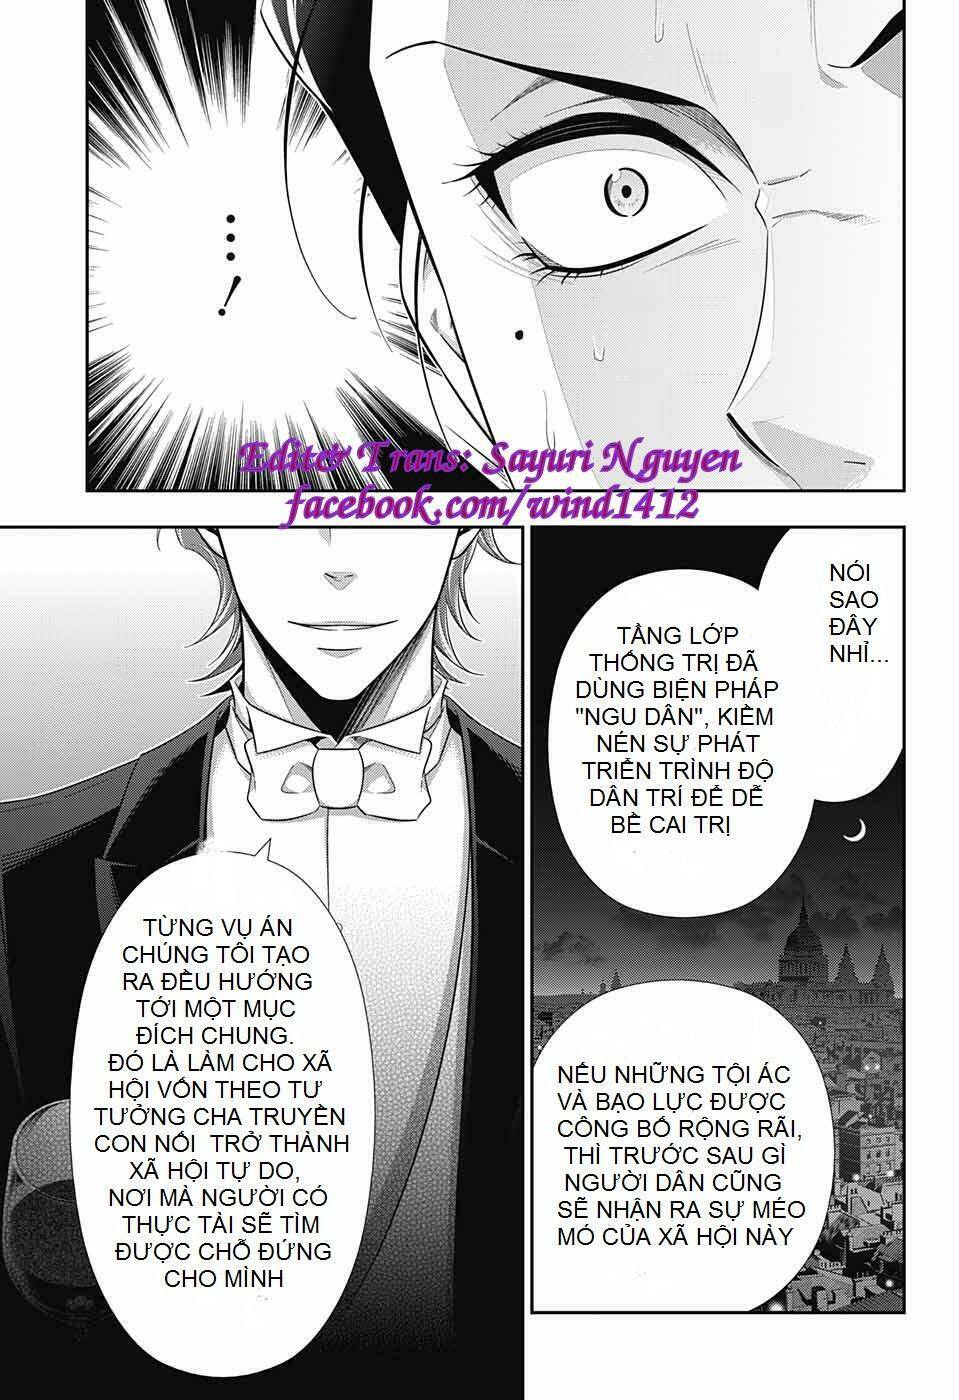 ...!
Edit& Trans: Sayuri Nguyen
facebook.com/wind1412
NÓI
SAO
ĐÂY
NHỈ...
TẦNG LỚP
THỐNG TRỊ ĐÃ
DÙNG BIỆN PHÁP
"NGU DÂN", KIỀM
NÉN SỰ PHÁT
TRIỂN TRÌNH ĐỘ
DÂN TRÍ ĐỂ DỄ
BỀ CAI TRỊ
NẾU NHỮNG TỘI ÁC
VÀ BẠO LỰC ĐƯỢC
CÔNG BỐ RỘNG RÃI,
THÌ TRƯỚC SAU GÌ
NGƯỜI DÂN CŨNG
SẼ NHẬN RA SỰ MÉO
MÓ CỦA XÃ HỘI NÀY
TỪNG VỤ ÁN
CHÚNG TÔI TẠO
RA ĐỀU HƯỚNG
TỚI MỘT MỤC
ĐÍCH CHUNG.
ĐÓ LÀ LÀM CHO XÃ
HỘI VỐN THEO TƯ
TƯỞNG CHA TRUYỀN
CON NỐI TRỞ THÀNH
XÃ HỘI TỰ DO,
NƠI MÀ NGƯỜI CÓ
THỰC TÀI SẼ TÌM
ĐƯỢC CHỖ ĐỨNG
CHO MÌNH